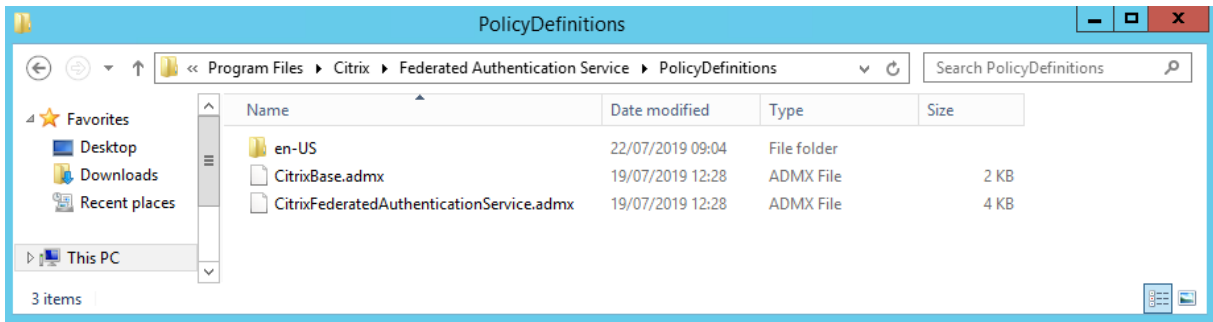 PolicyDefinitions
« Program Files Citrix Federated Authentication Service PolicyDefinitions Search PolicyDefinitions
Favorites Name Date modified Type Size
Desktop en-US 22/07/2019 09:04 File folder
Downloads CitrixBase.admx 19/07/2019 12:28 ADMX File 2 KB
Recent places CitrixFederatedAuthenticationService.admx 19/07/2019 12:28 ADMX File 4 KB
This PC
3 items